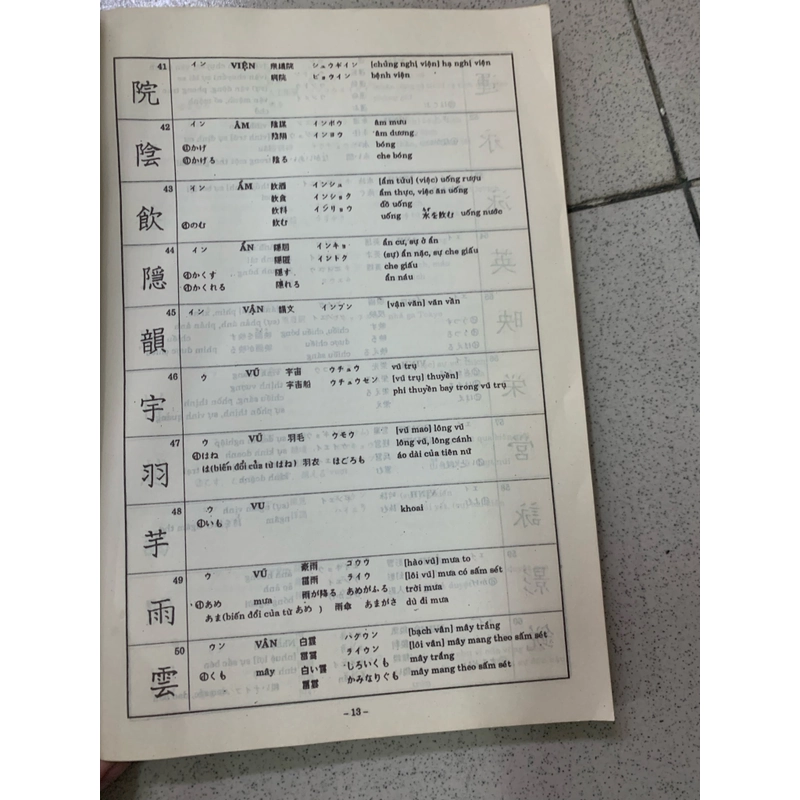 41 イン VIỆN 衆議院 シュウギイン [chúng nghị viện] hạ nghị viện
院 病院 ビョウイン bệnh viện
42 イン ÂM 陰謀 インボウ âm mưu
陰 陰陽 インヨウ âm dương
㋗かげ bóng
㋗かげる 陰る che bóng
43 イン ẨM 飲酒 インシュ [ẩm tửu] (việc) uống rượu
飲 飲食 インショク ẩm thực, việc ăn uống
飲料 インリョウ đồ uống
㋗のむ 飲む uống 水を飲む uống nước
44 イン ẨN 隠居 インキョ ẩn cư, sự ở ẩn
隠 隠匿 イントク (sự) ẩn nặc, sự che giấu
㋗かくす 隠す che giấu
㋗かくれる 隠れる ẩn náu
45 イン VẬN 韻文 インブン [vận văn] văn vần
韻
46 ウ VŨ 宇宙 ウチュウ vũ trụ
宇 宇宙船 ウチュウセン [vũ trụ] thuyền]
phi thuyền bay trong vũ trụ
47 ウ VŨ 羽毛 ウモウ [vũ mao] lông vũ
羽 ㋗はね lông vũ, lông cánh
は(biến đổi của từ はね) 羽衣 はごろも áo dài của tiên nữ
48 VU
芋 ㋗いも khoai
49 ウ VŨ 豪雨 ゴウウ [hào vũ] mưa to
雨 雷雨 ライウ [lôi vũ] mưa có sấm sét
㋗あめ mưa 雨が降る あめがふる trời mưa
あま(biến đổi của từ あめ) 雨傘 あまがさ dù đi mưa
50 ウン VÂN 白雲 ハクウン [bạch vân] mây trắng
雲 雷雲 ライウン [lôi vân] mây mang theo sấm sét
㋗くも mây 白い雲 しろいくも mây trắng
雷雲 かみなりぐも mây mang theo sấm sét
– 13 –